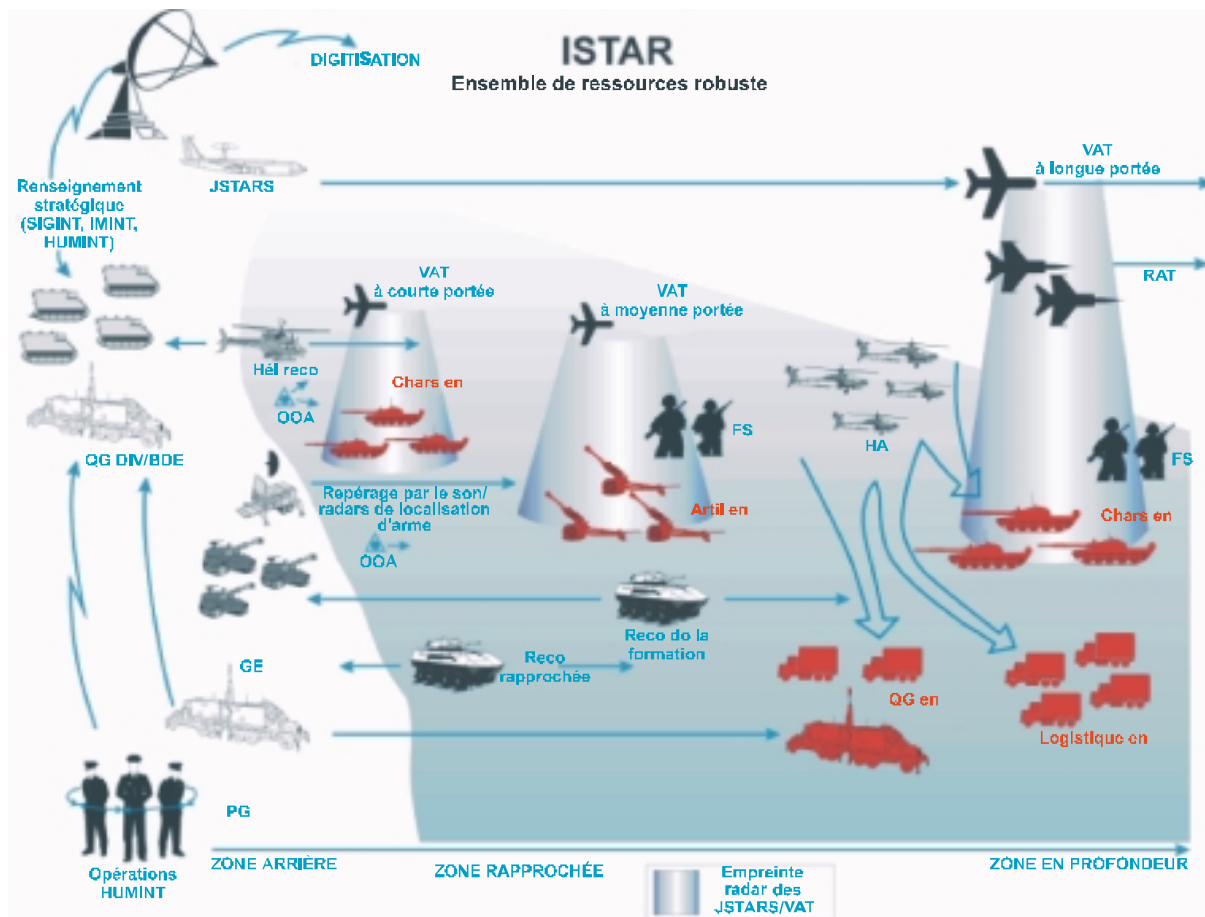 ISTAR
Ensemble de ressources robuste
DIGITISATION
JSTARS
VAT
à longue portée
Renseignement
stratégique
(SIGINT, IMINT,
HUMINT)
RAT
VAT
à courte portée
VAT
à moyenne portée
Hél reco
OOA
Chars en
HA
FS
FS
QG DIV/BDE
Repérage par le son/
radars de localisation
d'arme
OOA
Artil en
Chars en
Reco do la
formation
GE
Reco
rapprochée
QG en
Logistique en
PG
Opérations
HUMINT
ZONE ARRIÈRE
ZONE RAPPROCHÉE
ZONE EN PROFONDEUR
Empreinte
radar des
JSTARS/VAT